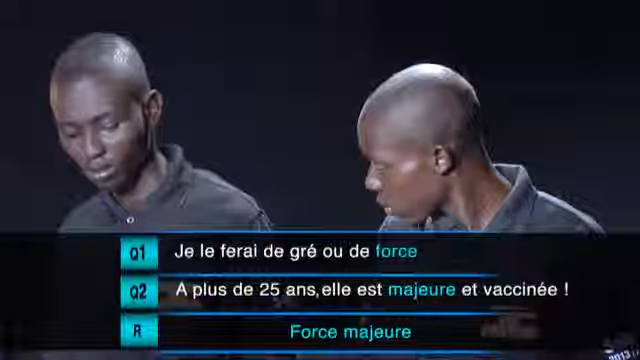 Q1 Je le ferai de gré ou de force
Q2 A plus de 25 ans, elle est majeure et vaccinée !
R Force majeure